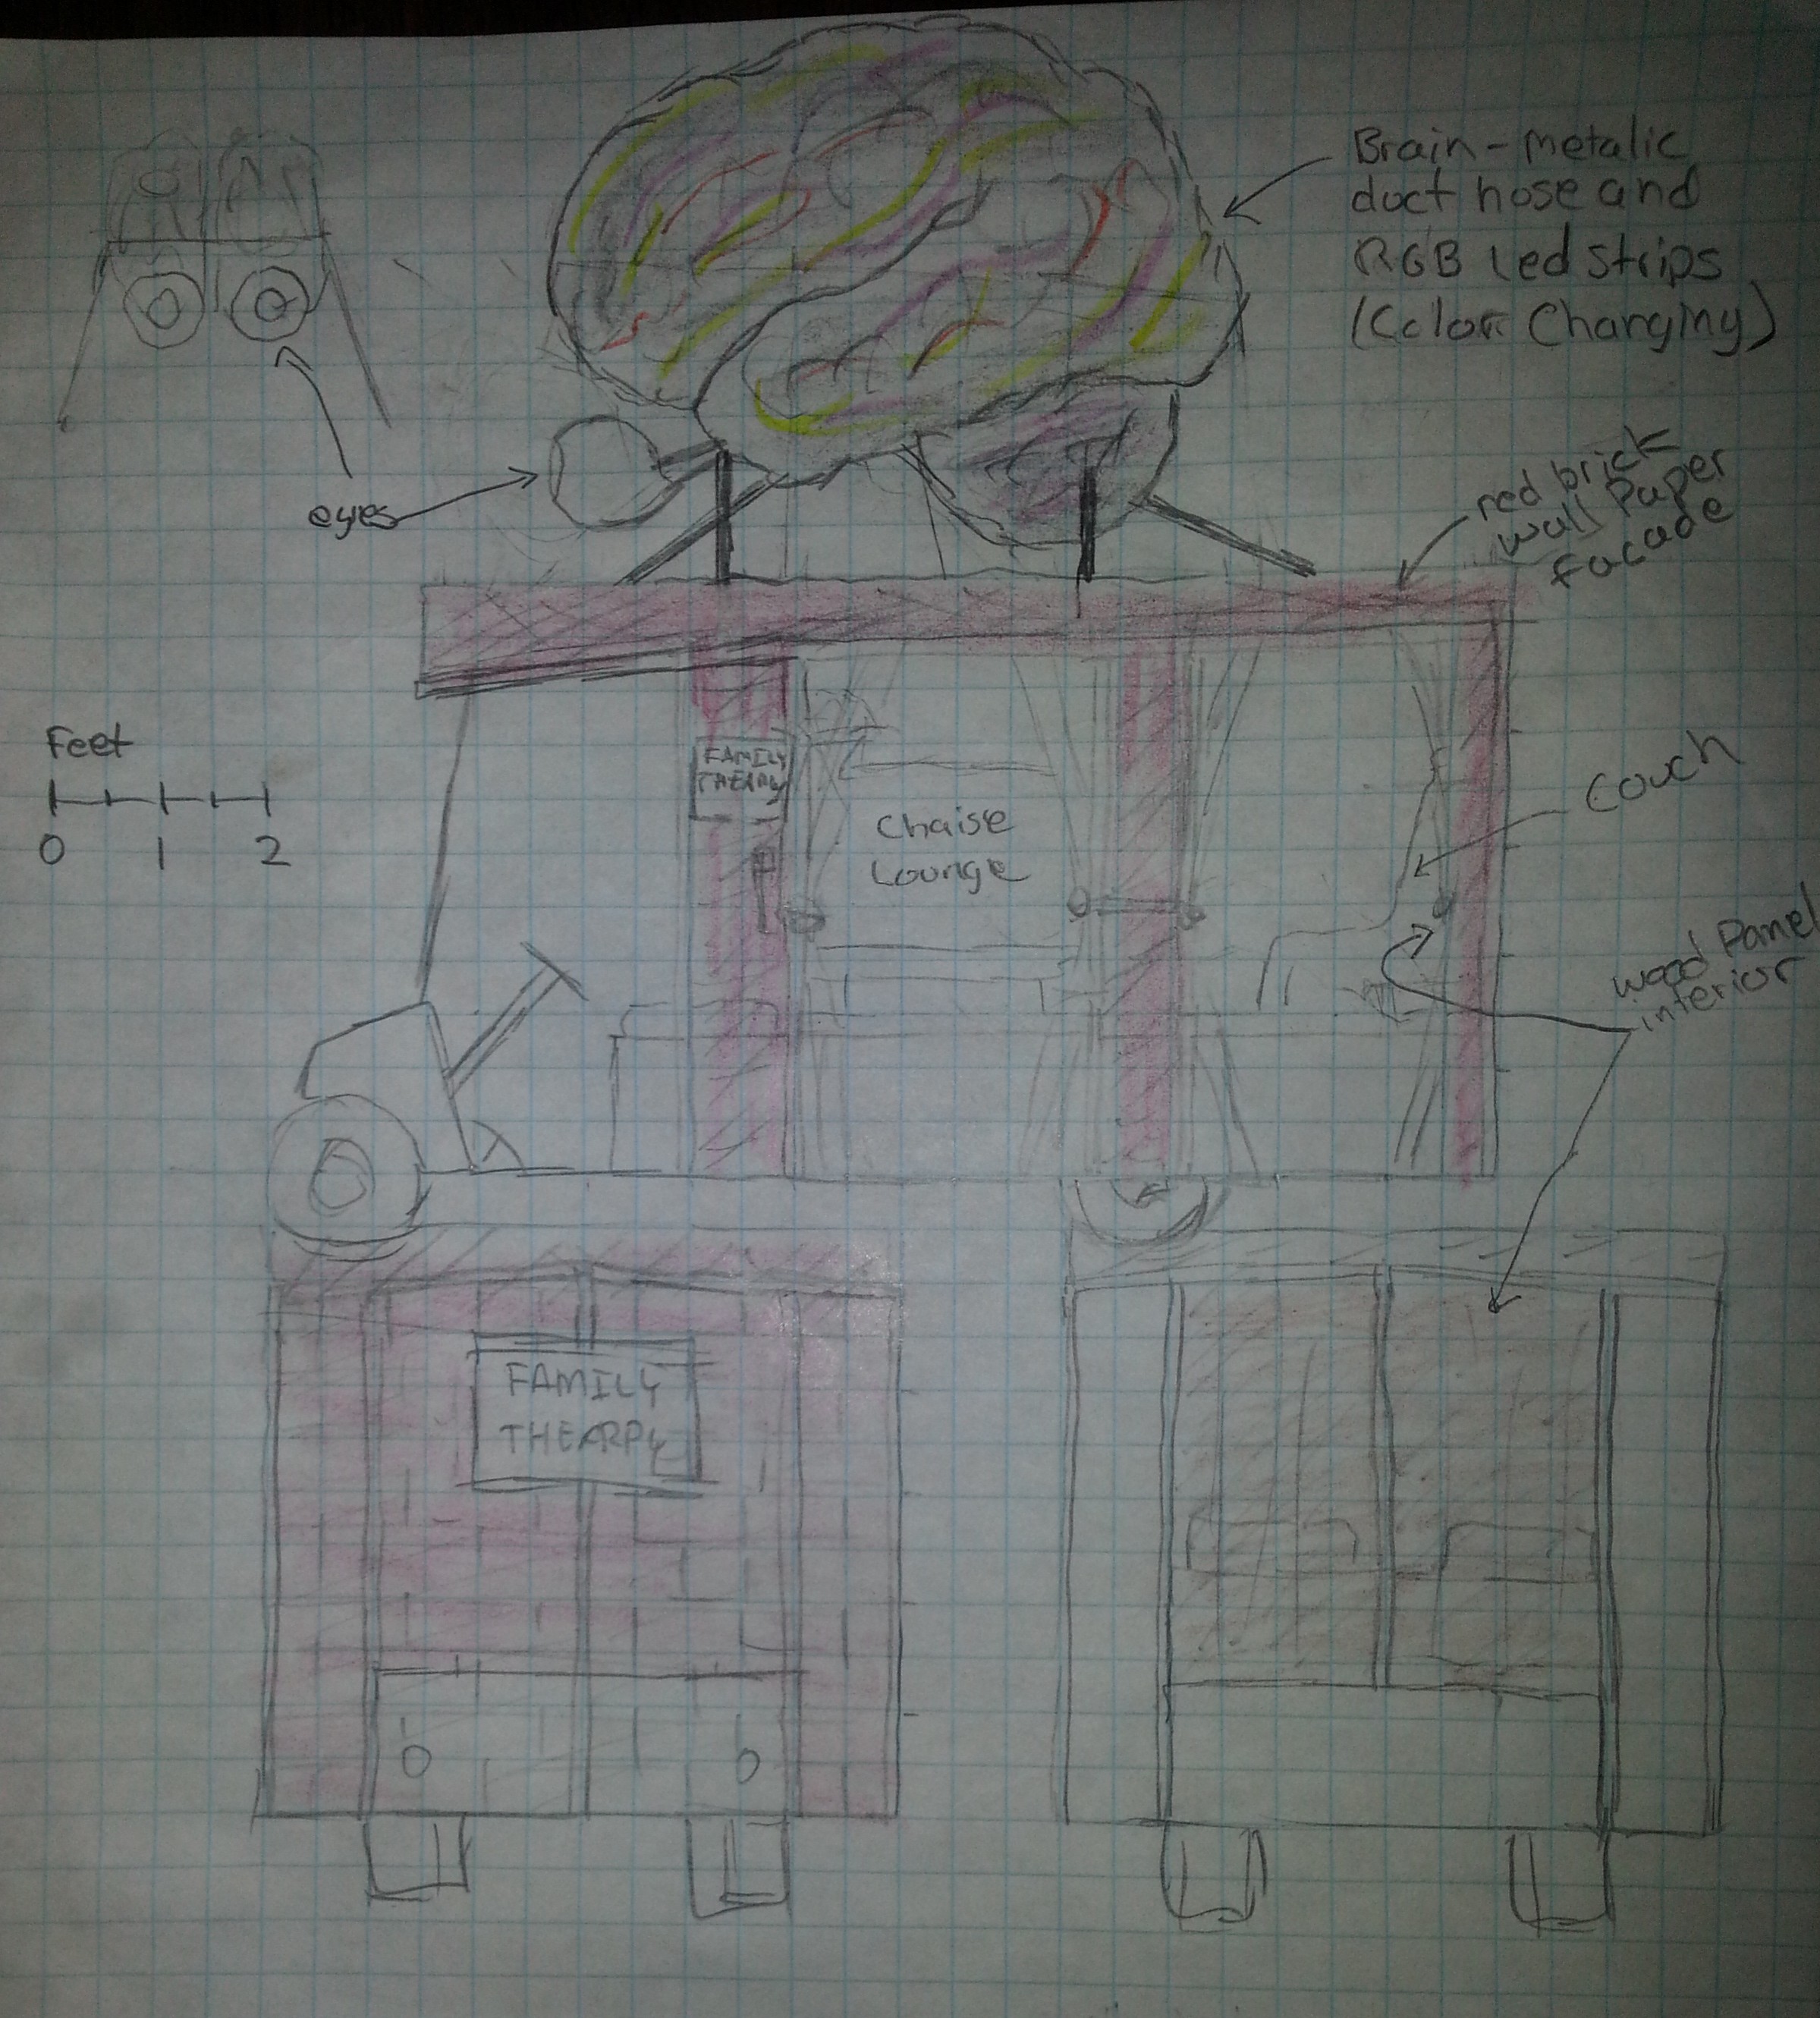 Brain - metalic
duct hose and
RGB led strips
(Color Changing)
eyes
red brick
wall paper
facade
Feet
0 1 2
FAMILY
THEARPY
Chaise
Lounge
Couch
wood Panel
interior
FAMILY
THEARPY